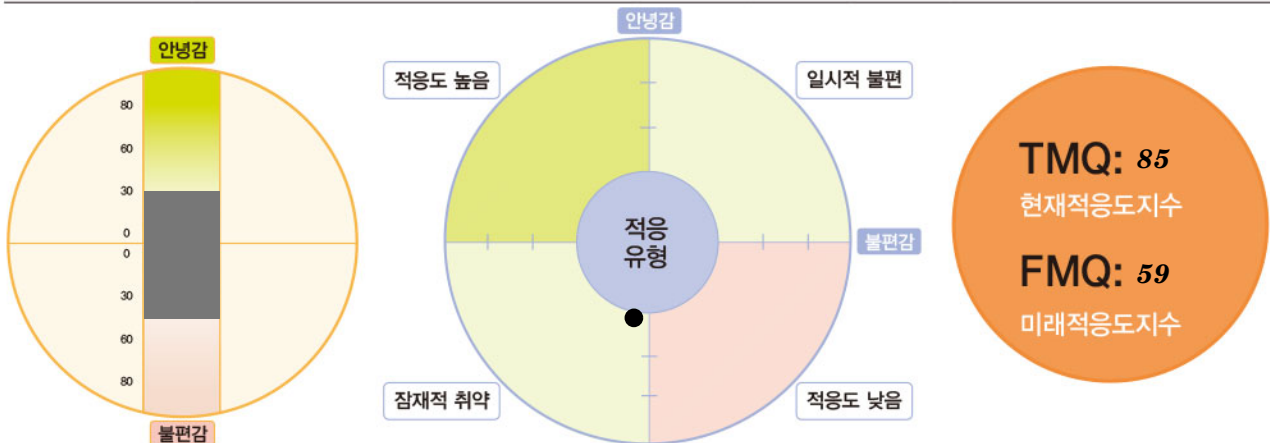 안녕감
80
60
30
0
0
30
60
80
불편감
안녕감
적응도 높음
일시적 불편
적응
유형
불편감
잠재적 취약
적응도 낮음
TMQ: 85
현재적응도지수
FMQ: 59
미래적응도지수